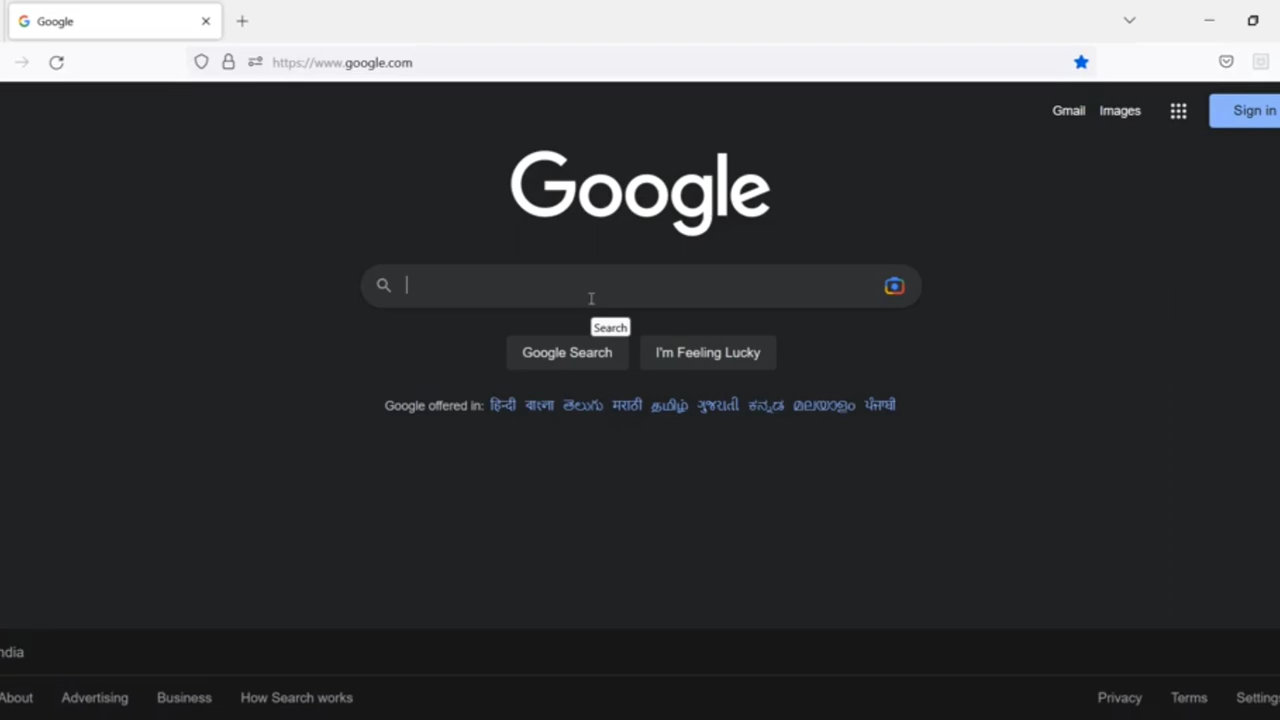 Google
https://www.google.com
Gmail Images Sign in
Google
Search
Google Search I'm Feeling Lucky
Google offered in: हिन्दी বাংলা తెలుగు मराठी தமிழ் ગુજરાતી ಕನ್ನಡ മലയാളം ਪੰਜਾਬੀ
ndia
About Advertising Business How Search works Privacy Terms Setting